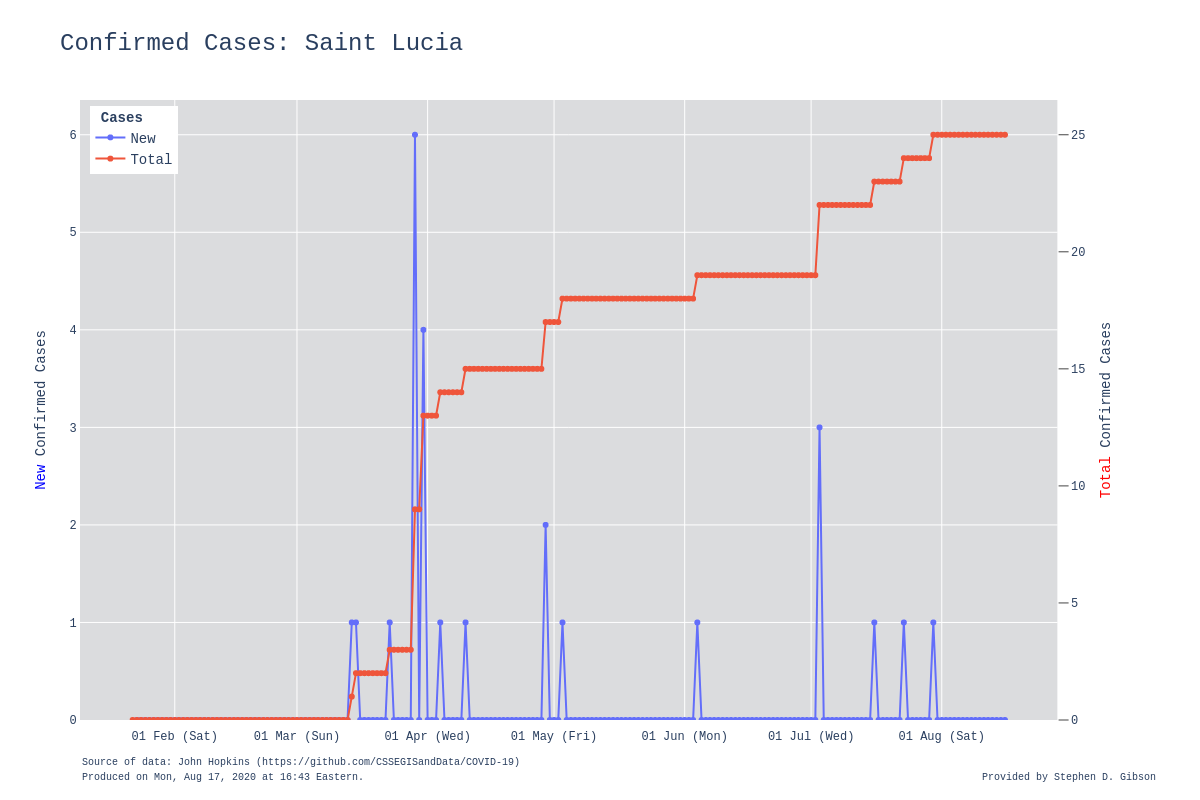 Confirmed Cases: Saint Lucia
Cases
New
Total
6
5
4
3
2
1
0
25
20
15
10
5
0
New Confirmed Cases
Total Confirmed Cases
01 Feb (Sat) 01 Mar (Sun) 01 Apr (Wed) 01 May (Fri) 01 Jun (Mon) 01 Jul (Wed) 01 Aug (Sat)
Source of data: John Hopkins (https://github.com/CSSEGISandData/COVID-19)
Produced on Mon, Aug 17, 2020 at 16:43 Eastern.
Provided by Stephen D. Gibson